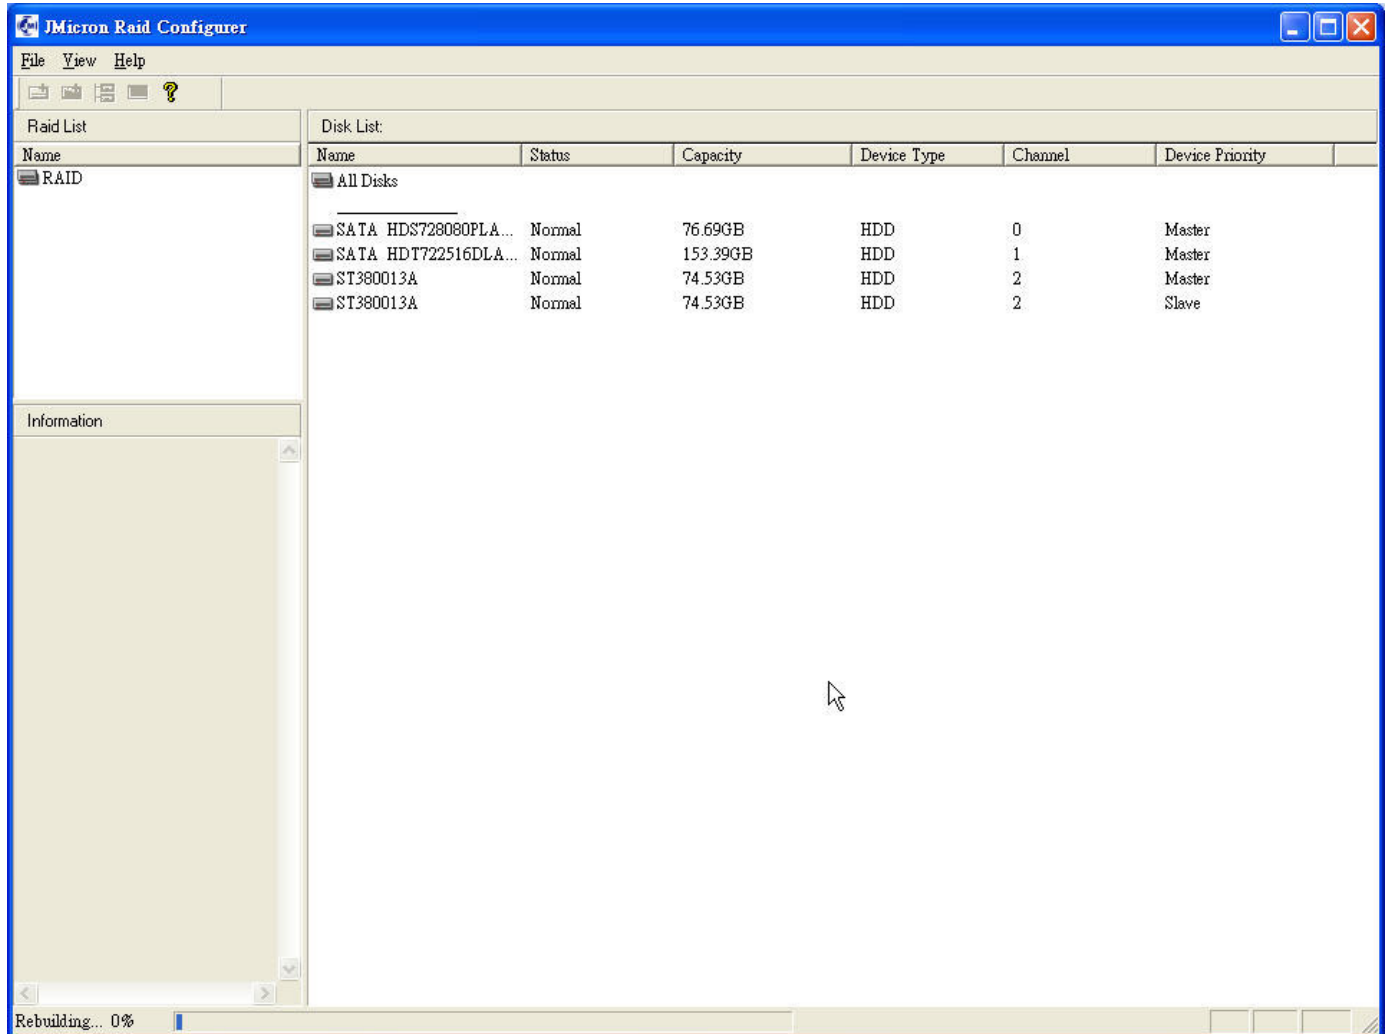 JMicron Raid Configurer
File View Help
Raid List
Disk List:
Name
Name Status Capacity Device Type Channel Device Priority
RAID
All Disks
SATA HDS728080PLA... Normal 76.69GB HDD 0 Master
SATA HDT722516DLA... Normal 153.39GB HDD 1 Master
ST380013A Normal 74.53GB HDD 2 Master
ST380013A Normal 74.53GB HDD 2 Slave
Information
Rebuilding... 0%